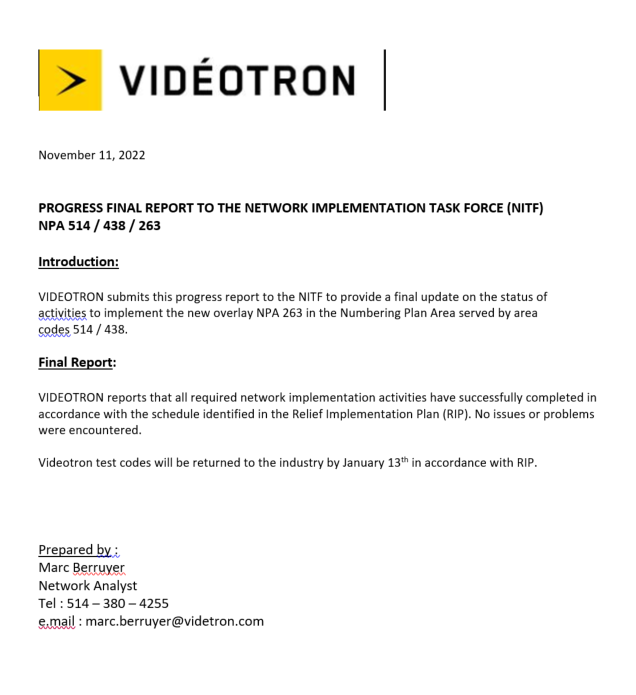 VIDÉOTRON
November 11, 2022
PROGRESS FINAL REPORT TO THE NETWORK IMPLEMENTATION TASK FORCE (NITF)
NPA 514 / 438 / 263
Introduction:
VIDEOTRON submits this progress report to the NITF to provide a final update on the status of
activities to implement the new overlay NPA 263 in the Numbering Plan Area served by area
codes 514 / 438.
Final Report:
VIDEOTRON reports that all required network implementation activities have successfully completed in
accordance with the schedule identified in the Relief Implementation Plan (RIP). No issues or problems
were encountered.
Videotron test codes will be returned to the industry by January 13th in accordance with RIP.
Prepared by :
Marc Berruyer
Network Analyst
Tel : 514 – 380 – 4255
e.mail : marc.berruyer@videtron.com